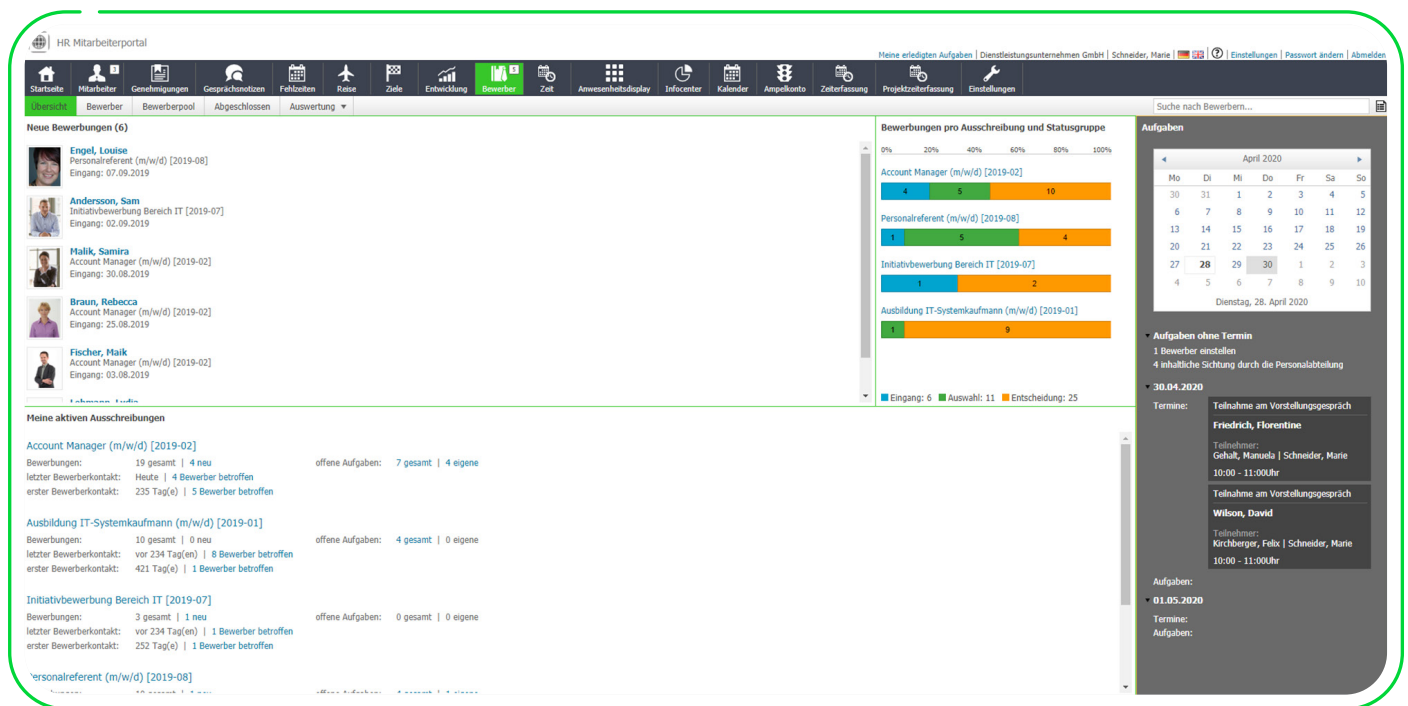 HR Mitarbeiterportal
Meine erledigten Aufgaben | Dienstleistungsunternehmen GmbH | Schneider, Marie | ? | Einstellungen | Passwort ändern | Abmelden
3
5
Startseite Mitarbeiter Genehmigungen Gesprächsnotizen Fehlzeiten Reise Ziele Entwicklung Bewerber Zeit Anwesenheitsdisplay Infocenter Kalender Ampelkonto Zeiterfassung Projektzeiterfassung Einstellungen
Übersicht Bewerber Bewerberpool Abgeschlossen Auswertung
Suche nach Bewerbern...
Neue Bewerbungen (6)
Engel, Louise
Personalreferent (m/w/d) [2019-08]
Eingang: 07.09.2019
Andersson, Sam
Initiativbewerbung Bereich IT [2019-07]
Eingang: 02.09.2019
Malik, Samira
Account Manager (m/w/d) [2019-02]
Eingang: 30.08.2019
Braun, Rebecca
Account Manager (m/w/d) [2019-02]
Eingang: 25.08.2019
Fischer, Maik
Account Manager (m/w/d) [2019-02]
Eingang: 03.08.2019
Bewerbungen pro Ausschreibung und Statusgruppe
0% 20% 40% 60% 80% 100%
Account Manager (m/w/d) [2019-02]
4 5 10
Personalreferent (m/w/d) [2019-08]
1 5 4
Initiativbewerbung Bereich IT [2019-07]
1 2
Ausbildung IT-Systemkaufmann (m/w/d) [2019-01]
1 9
Eingang: 6 Auswahl: 11 Entscheidung: 25
Meine aktiven Ausschreibungen
Account Manager (m/w/d) [2019-02]
Bewerbungen: 19 gesamt | 4 neu offene Aufgaben: 7 gesamt | 4 eigene
letzter Bewerberkontakt: Heute | 4 Bewerber betroffen
erster Bewerberkontakt: 235 Tag(e) | 5 Bewerber betroffen
Ausbildung IT-Systemkaufmann (m/w/d) [2019-01]
Bewerbungen: 10 gesamt | 0 neu offene Aufgaben: 4 gesamt | 0 eigene
letzter Bewerberkontakt: vor 234 Tag(en) | 8 Bewerber betroffen
erster Bewerberkontakt: 421 Tag(e) | 1 Bewerber betroffen
Initiativbewerbung Bereich IT [2019-07]
Bewerbungen: 3 gesamt | 1 neu offene Aufgaben: 0 gesamt | 0 eigene
letzter Bewerberkontakt: vor 234 Tag(en) | 1 Bewerber betroffen
erster Bewerberkontakt: 252 Tag(e) | 1 Bewerber betroffen
Personalreferent (m/w/d) [2019-08]
Aufgaben
April 2020
Mo Di Mi Do Fr Sa So
30 31 1 2 3 4 5
6 7 8 9 10 11 12
13 14 15 16 17 18 19
20 21 22 23 24 25 26
27 28 29 30 1 2 3
4 5 6 7 8 9 10
Dienstag, 28. April 2020
Aufgaben ohne Termin
1 Bewerber einstellen
4 inhaltliche Sichtung durch die Personalabteilung
30.04.2020
Termine: Teilnahme am Vorstellungsgespräch
Friedrich, Florentine
Teilnehmer:
Gehalt, Manuela | Schneider, Marie
10:00 - 11:00Uhr
Teilnahme am Vorstellungsgespräch
Wilson, David
Teilnehmer:
Kirchberger, Felix | Schneider, Marie
10:00 - 11:00Uhr
Aufgaben:
01.05.2020
Termine:
Aufgaben: